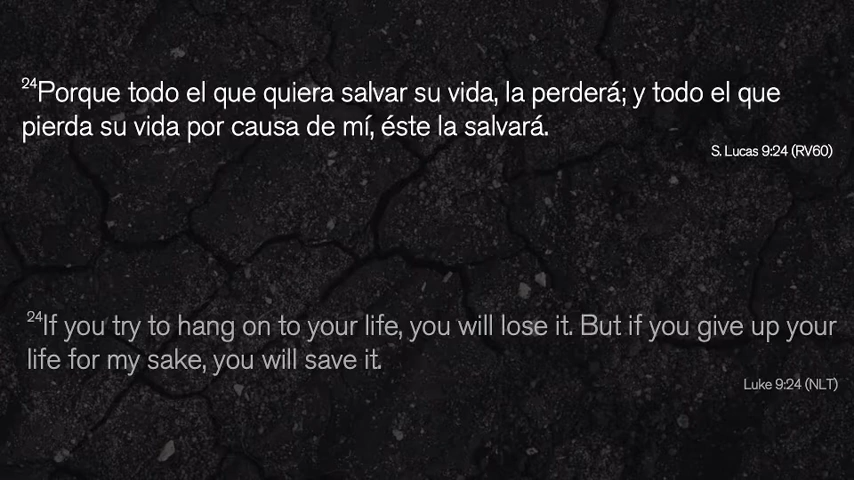 24Porque todo el que quiera salvar su vida, la perderá; y todo el que
pierda su vida por causa de mí, éste la salvará.
S. Lucas 9:24 (RV60)
24If you try to hang on to your life, you will lose it. But if you give up your
life for my sake, you will save it.
Luke 9:24 (NLT)